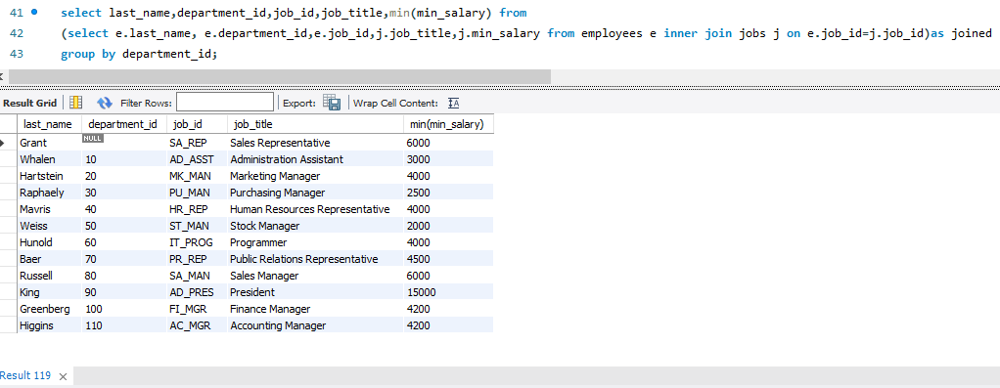 41 select last_name,department_id,job_id,job_title,min(min_salary) from
42 (select e.last_name, e.department_id,e.job_id,j.job_title,j.min_salary from employees e inner join jobs j on e.job_id=j.job_id)as joined
43 group by department_id;
Result Grid Filter Rows: Export: Wrap Cell Content: IA
last_name department_id job_id job_title min(min_salary)
Grant NULL SA_REP Sales Representative 6000
Whalen 10 AD_ASST Administration Assistant 3000
Hartstein 20 MK_MAN Marketing Manager 4000
Raphaely 30 PU_MAN Purchasing Manager 2500
Mavris 40 HR_REP Human Resources Representative 4000
Weiss 50 ST_MAN Stock Manager 2000
Hunold 60 IT_PROG Programmer 4000
Baer 70 PR_REP Public Relations Representative 4500
Russell 80 SA_MAN Sales Manager 6000
King 90 AD_PRES President 15000
Greenberg 100 FI_MGR Finance Manager 4200
Higgins 110 AC_MGR Accounting Manager 4200
Result 119